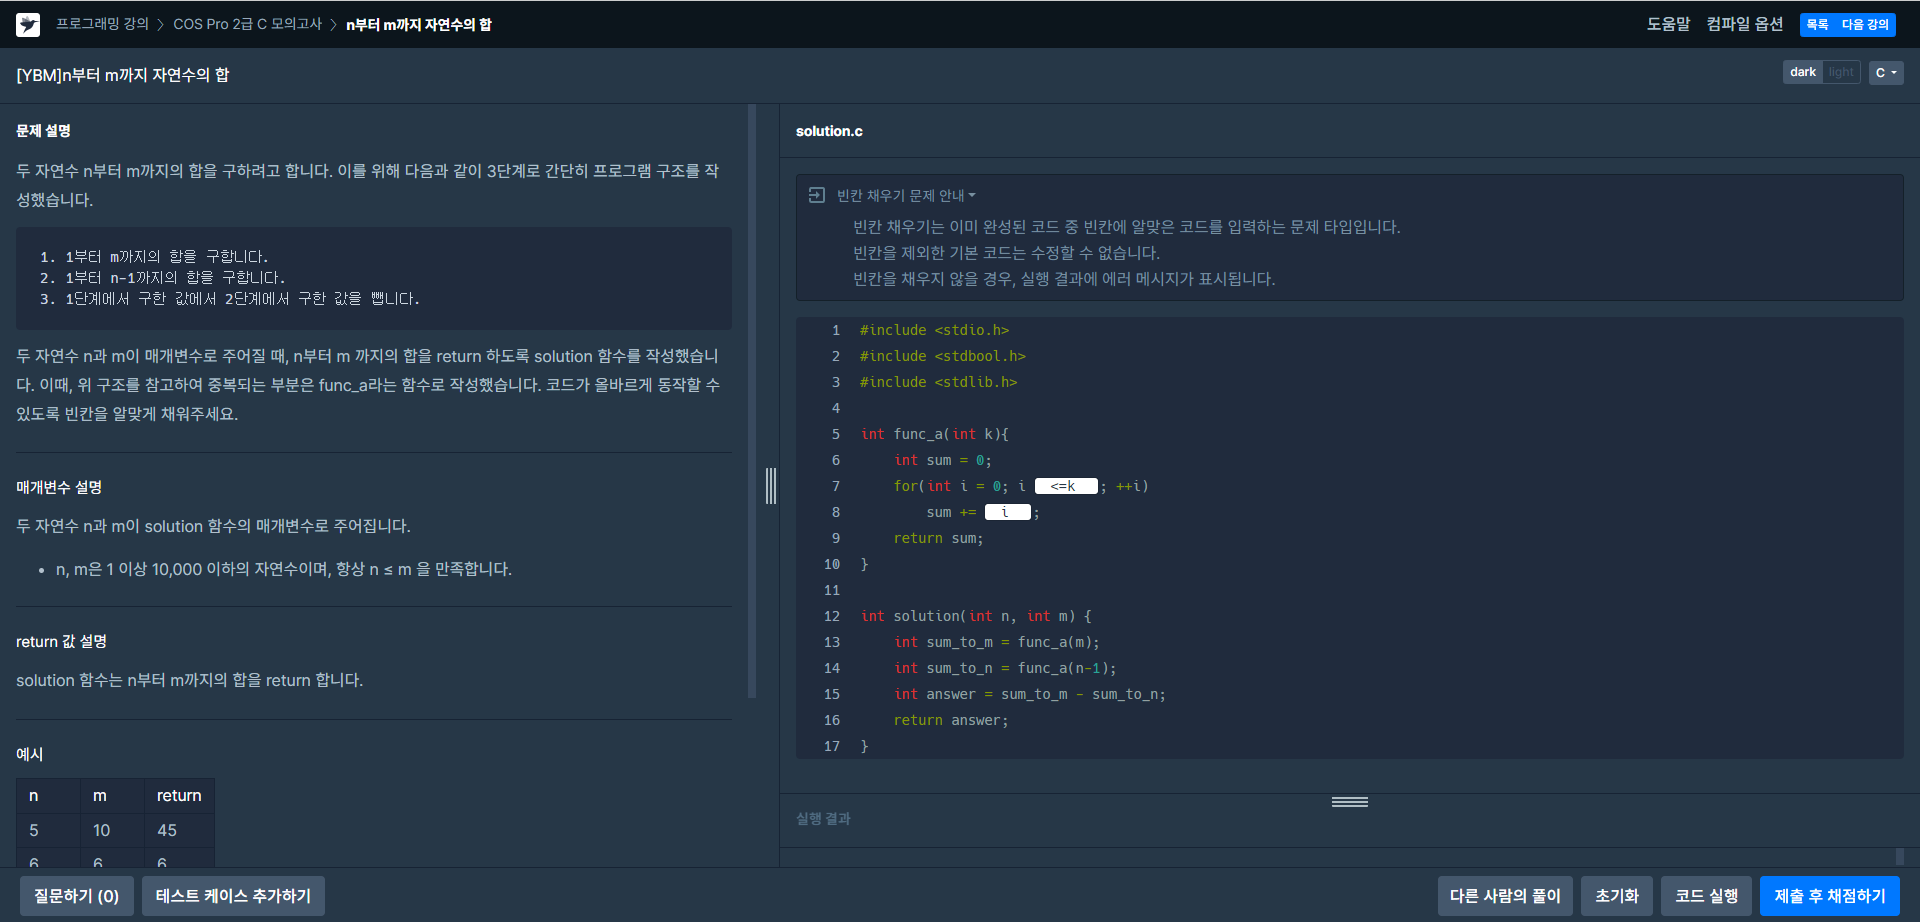 프로그래밍 강의 > COS Pro 2급 C 모의고사 > n부터 m까지 자연수의 합
도움말 컴파일 옵션 목록 다음 강의
[YBM]n부터 m까지 자연수의 합
dark light C
문제 설명
두 자연수 n부터 m까지의 합을 구하려고 합니다. 이를 위해 다음과 같이 3단계로 간단히 프로그램 구조를 작
성했습니다.
1. 1부터 m까지의 합을 구합니다.
2. 1부터 n-1까지의 합을 구합니다.
3. 1단계에서 구한 값에서 2단계에서 구한 값을 뺍니다.
두 자연수 n과 m이 매개변수로 주어질 때, n부터 m 까지의 합을 return 하도록 solution 함수를 작성했습니
다. 이때, 위 구조를 참고하여 중복되는 부분은 func_a라는 함수로 작성했습니다. 코드가 올바르게 동작할 수
있도록 빈칸을 알맞게 채워주세요.
매개변수 설명
두 자연수 n과 m이 solution 함수의 매개변수로 주어집니다.
• n, m은 1 이상 10,000 이하의 자연수이며, 항상 n ≤ m 을 만족합니다.
return 값 설명
solution 함수는 n부터 m까지의 합을 return 합니다.
예시
n m return
5 10 45
6 6 6
solution.c
빈칸 채우기 문제 안내
빈칸 채우기는 이미 완성된 코드 중 빈칸에 알맞은 코드를 입력하는 문제 타입입니다.
빈칸을 제외한 기본 코드는 수정할 수 없습니다.
빈칸을 채우지 않을 경우, 실행 결과에 에러 메시지가 표시됩니다.
1 #include <stdio.h>
2 #include <stdbool.h>
3 #include <stdlib.h>
4
5 int func_a(int k){
6 int sum = 0;
7 for(int i = 0; i <=k ; ++i)
8 sum += i ;
9 return sum;
10 }
11
12 int solution(int n, int m) {
13 int sum_to_m = func_a(m);
14 int sum_to_n = func_a(n-1);
15 int answer = sum_to_m - sum_to_n;
16 return answer;
17 }
실행 결과
질문하기 (0) 테스트 케이스 추가하기 다른 사람의 풀이 초기화 코드 실행 제출 후 채점하기